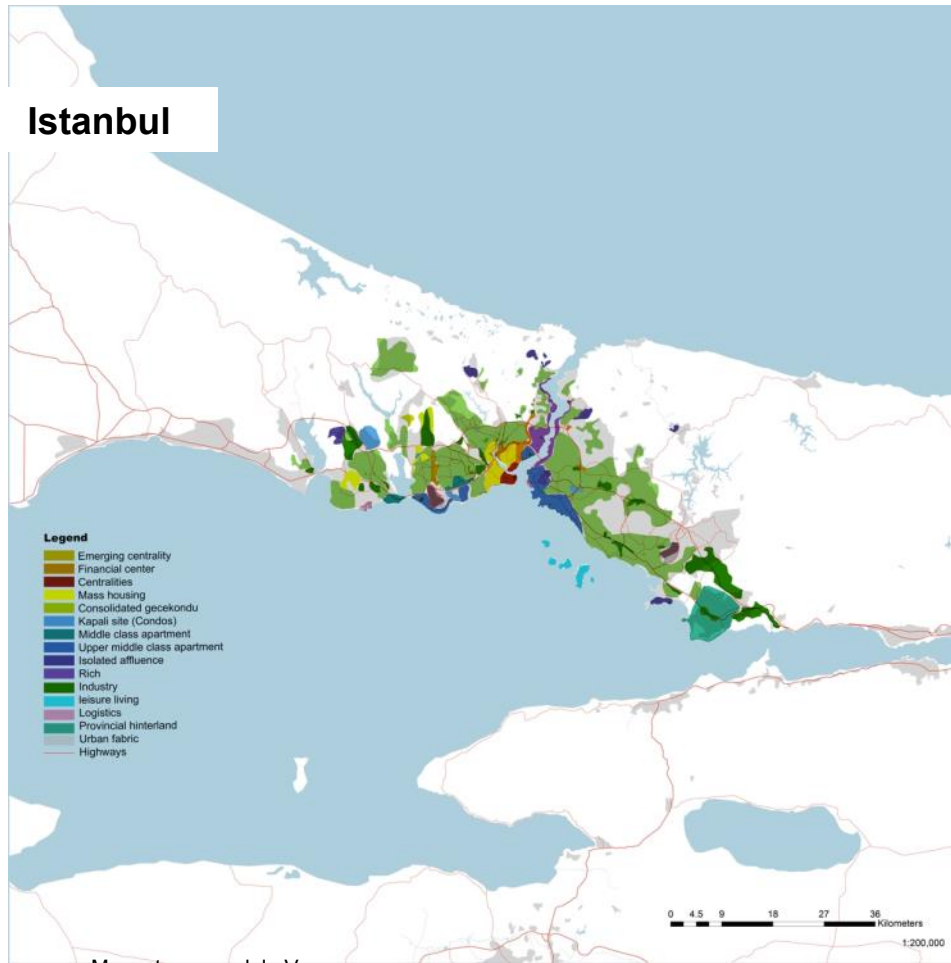 Istanbul
Legend
Emerging centrality
Financial center
Centralities
Mass housing
Consolidated gecekondu
Kapali site (Condos)
Middle class apartment
Upper middle class apartment
Isolated affluence
Rich
Industry
leisure living
Logistics
Provincial hinterland
Urban fabric
Highways
0 4.5 9 18 27 36
Kilometers
1:200,000